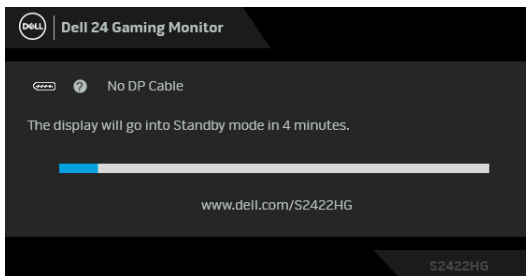 DELL
Dell 24 Gaming Monitor
No DP Cable
The display will go into Standby mode in 4 minutes.
www.dell.com/S2422HG
S2422HG